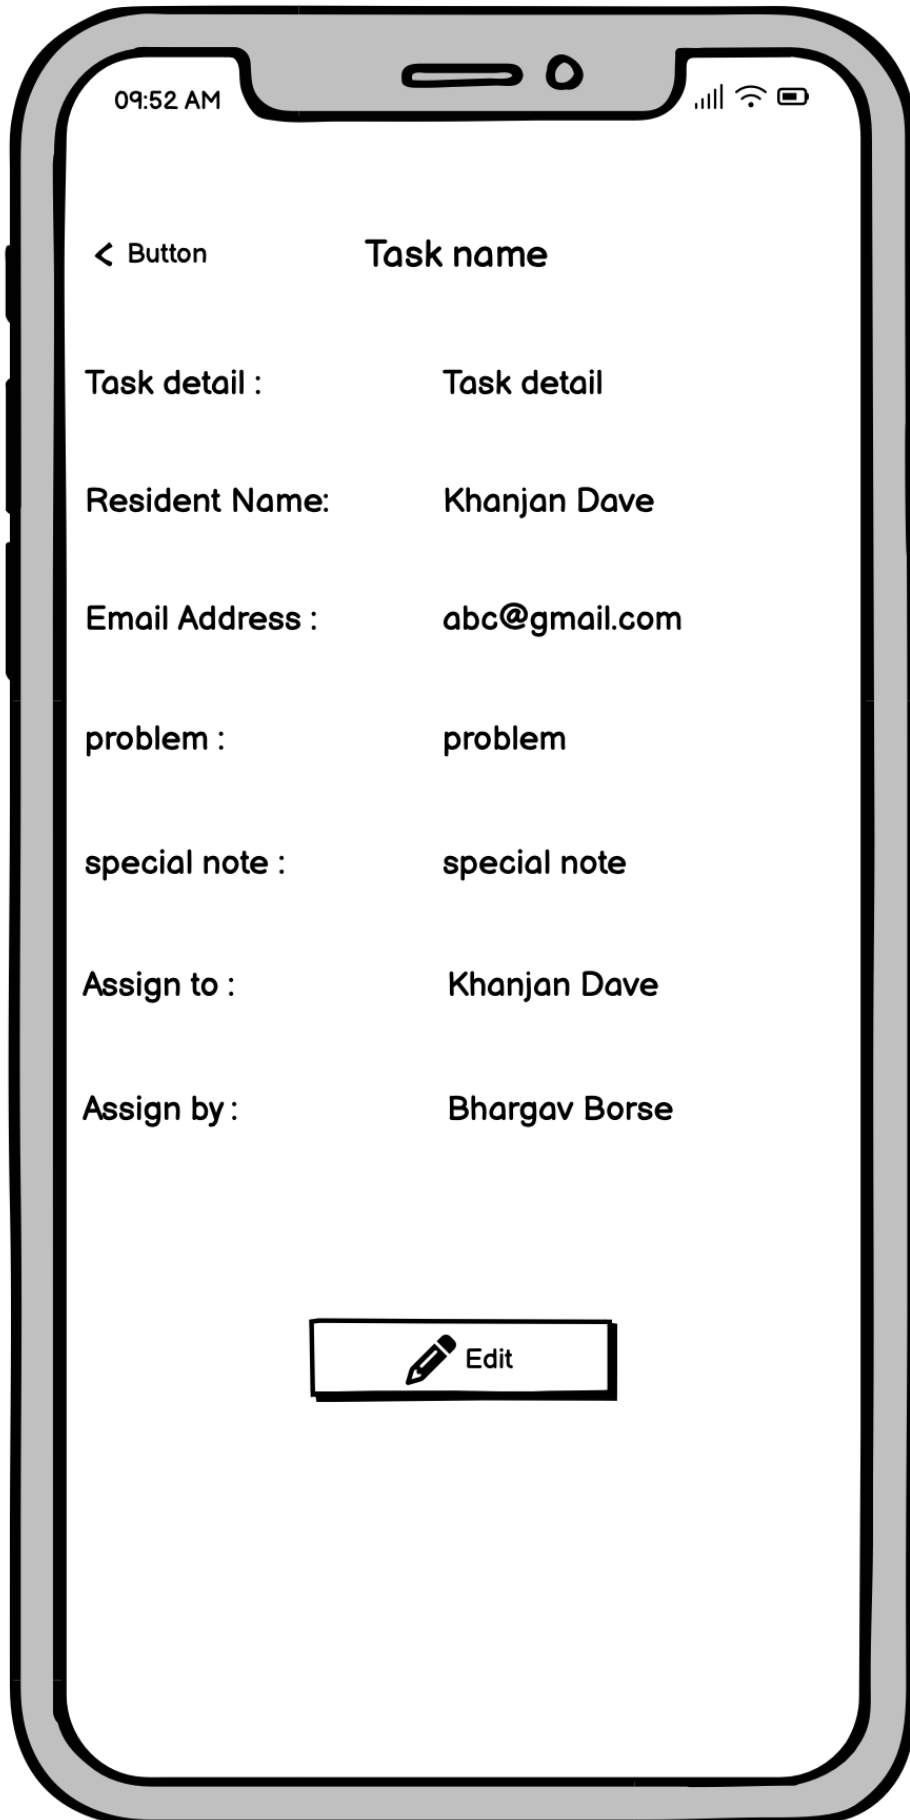 09:52 AM
Button Task name
Task detail : Task detail
Resident Name: Khanjan Dave
Email Address : abc@gmail.com
problem : problem
special note : special note
Assign to : Khanjan Dave
Assign by : Bhargav Borse
Edit